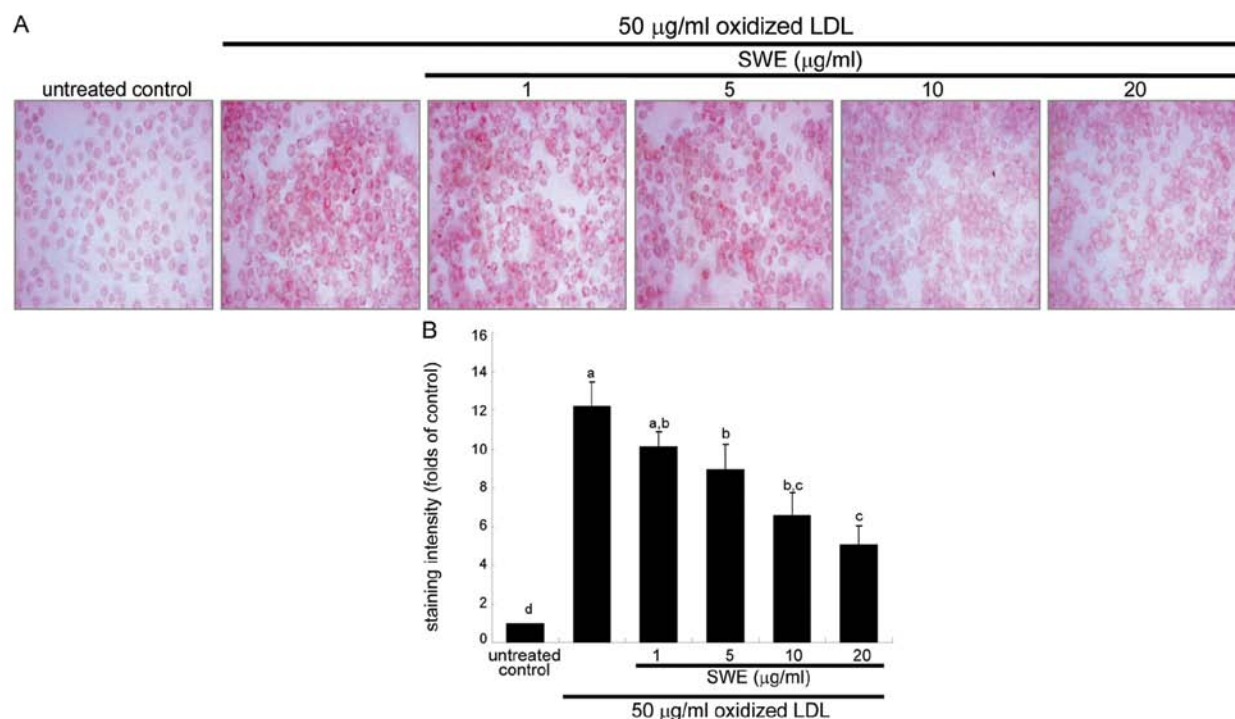 A
50 μg/ml oxidized LDL
SWE (μg/ml)
untreated control 1 5 10 20
B
staining intensity (folds of control)
16
14
12
10
8
6
4
2
0
d
a
a,b
b
b,c
c
untreated
control
1 5 10 20
SWE (μg/ml)
50 μg/ml oxidized LDL